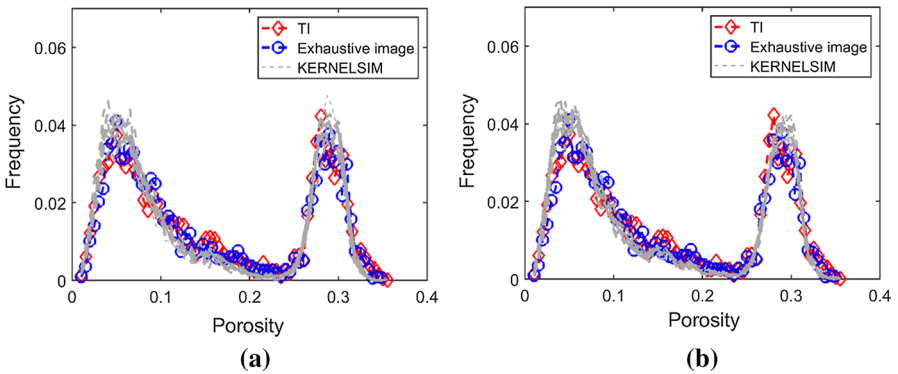 TI
Exhaustive image
KERNELSIM
0.06
0.04
0.02
0
Frequency
0 0.1 0.2 0.3 0.4
Porosity
(a)
TI
Exhaustive image
KERNELSIM
0.06
0.04
0.02
0
Frequency
0 0.1 0.2 0.3 0.4
Porosity
(b)